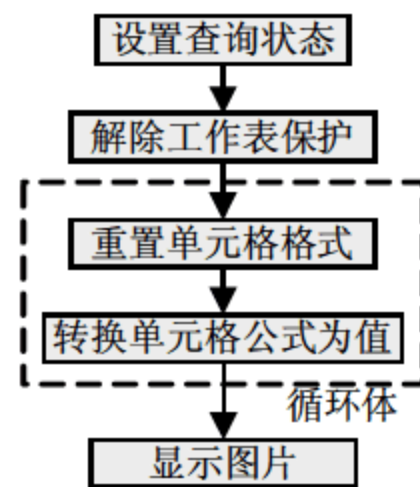 设置查询状态
解除工作表保护
重置单元格格式
转换单元格公式为值
循环体
显示图片